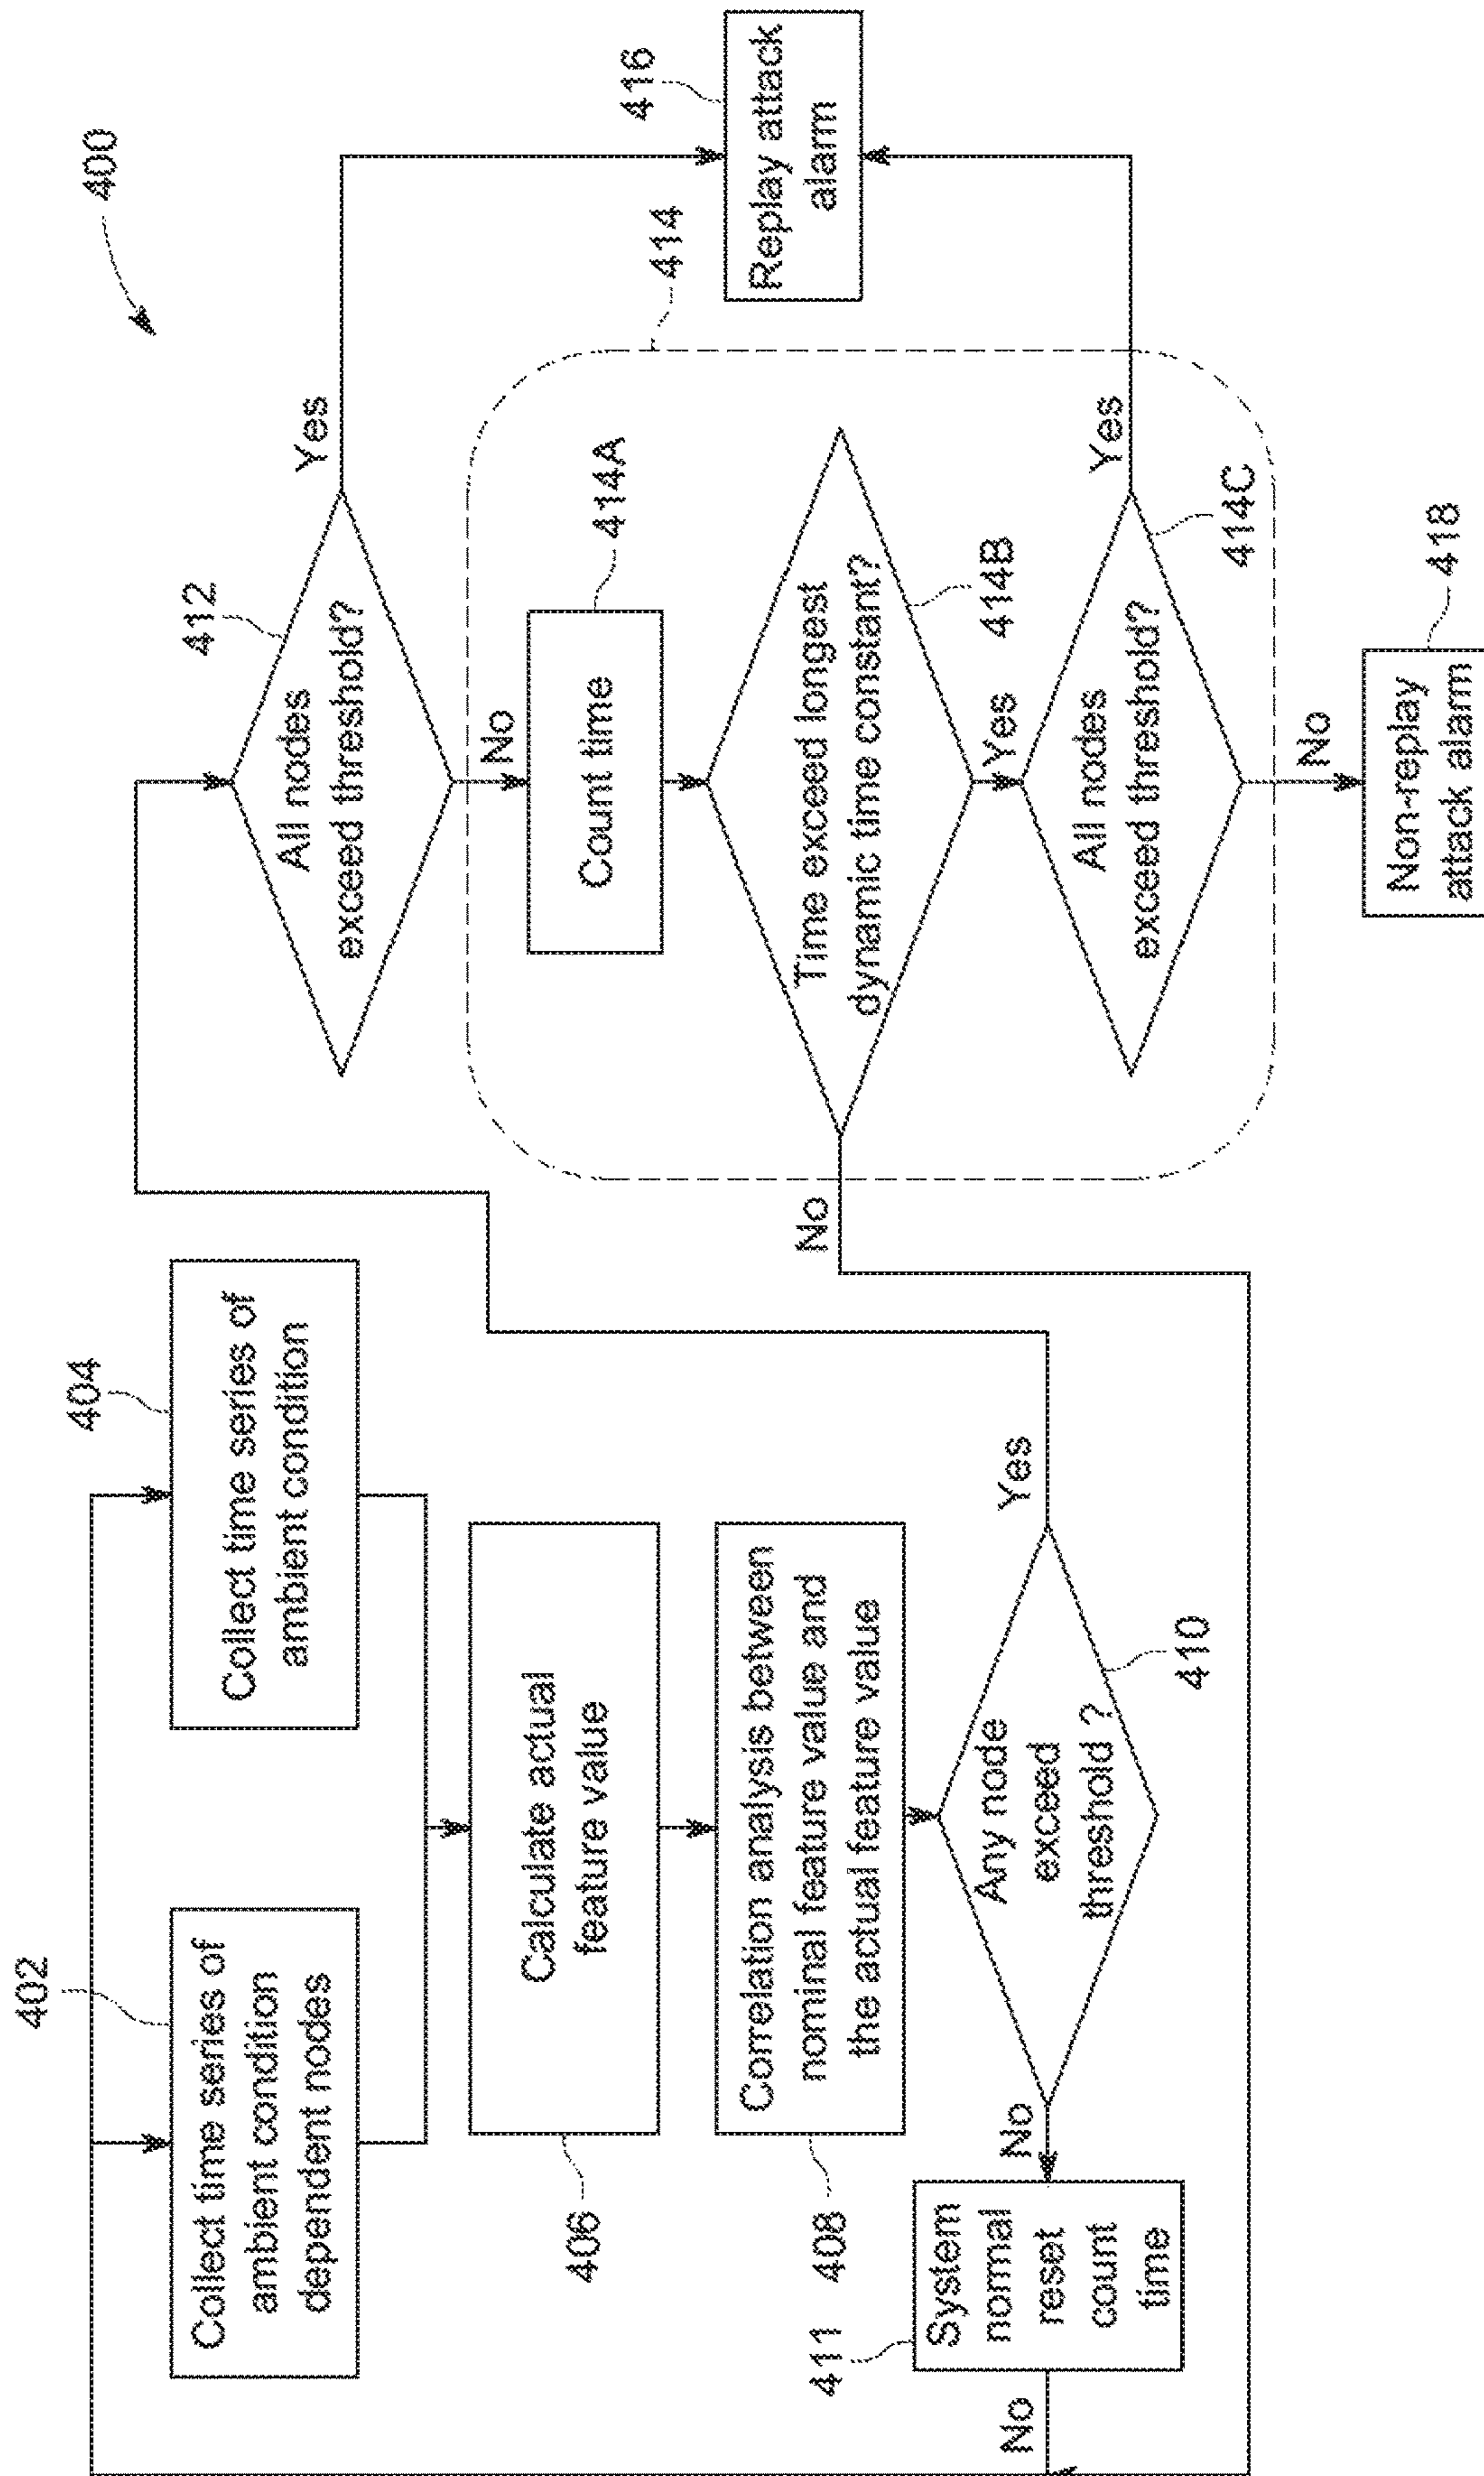 400
402
Collect time series of
ambient condition
dependent nodes
404
Collect time series of
ambient condition
406
Calculate actual
feature value
408
Correlation analysis between
nominal feature value and
the actual feature value
Any node
exceed
threshold ?
410
Yes
No
411
System
normal
reset
count
time
No
412
All nodes
exceed threshold?
Yes
No
414
Count time
414A
Time exceed longest
dynamic time constant?
414B
No
Yes
All nodes
exceed threshold?
414C
Yes
No
416
Replay attack
alarm
418
Non-replay
attack alarm